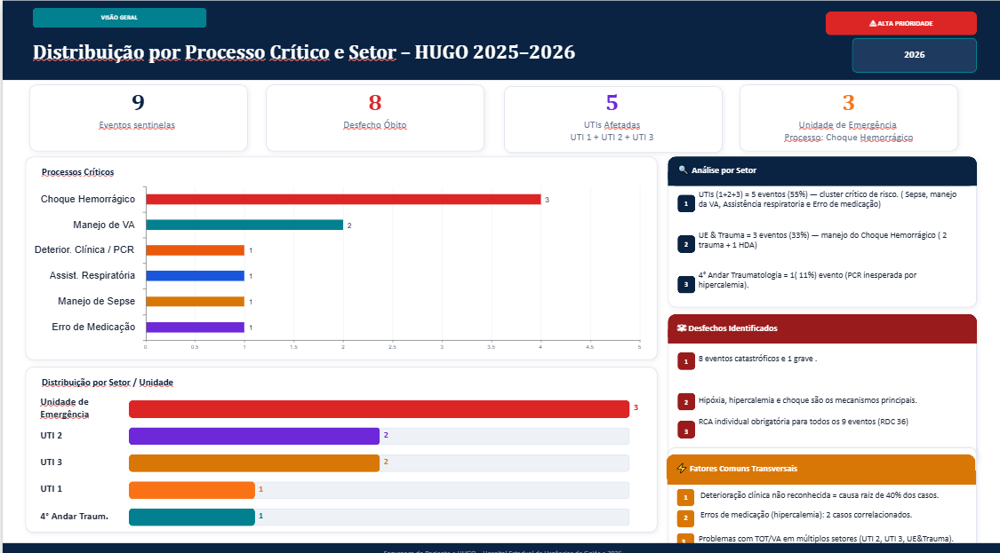 VISÃO GERAL
⚠ALTA PRIORIDADE
Distribuição por Processo Crítico e Setor – HUGO 2025–2026
2026
9
Eventos sentinelas
8
Desfecho Óbito
5
UTIs Afetadas
UTI 1 + UTI 2 + UTI 3
3
Unidade de Emergência
Processo: Choque Hemorrágico
Processos Críticos
Choque Hemorrágico
3
Manejo de VA
2
Deterior. Clínica / PCR
1
Assist. Respiratória
1
Manejo de Sepse
1
Erro de Medicação
1
0 0.5 1 1.5 2 2.5 3 3.5 4 4.5 5
Distribuição por Setor / Unidade
Unidade de
Emergência
3
UTI 2
2
UTI 3
2
UTI 1
1
4° Andar Traum.
1
Análise por Setor
1
UTIs (1+2+3) = 5 eventos (55%) — cluster crítico de risco. ( Sepse, manejo
da VA, Assistência respiratoria e Erro de medicação)
2
UE & Trauma = 3 eventos (33%) — manejo do Choque Hemorrágico ( 2
trauma + 1 HDA)
3
4° Andar Traumatologia = 1( 11%) evento (PCR inesperada por
hipercalemia).
Desfechos Identificados
1
8 eventos catastróficos e 1 grave .
2
Hipóxia, hipercalemia e choque são os mecanismos principais.
3
RCA individual obrigatória para todos os 9 eventos (RDC 36)
Fatores Comuns Transversais
1
Deterioração clínica não reconhecida = causa raiz de 40% dos casos.
2
Erros de medicação (hipercalemia): 2 casos correlacionados.
3
Problemas com TOT/VA em múltiplos setores (UTI 2, UTI 3, UE&Trauma).